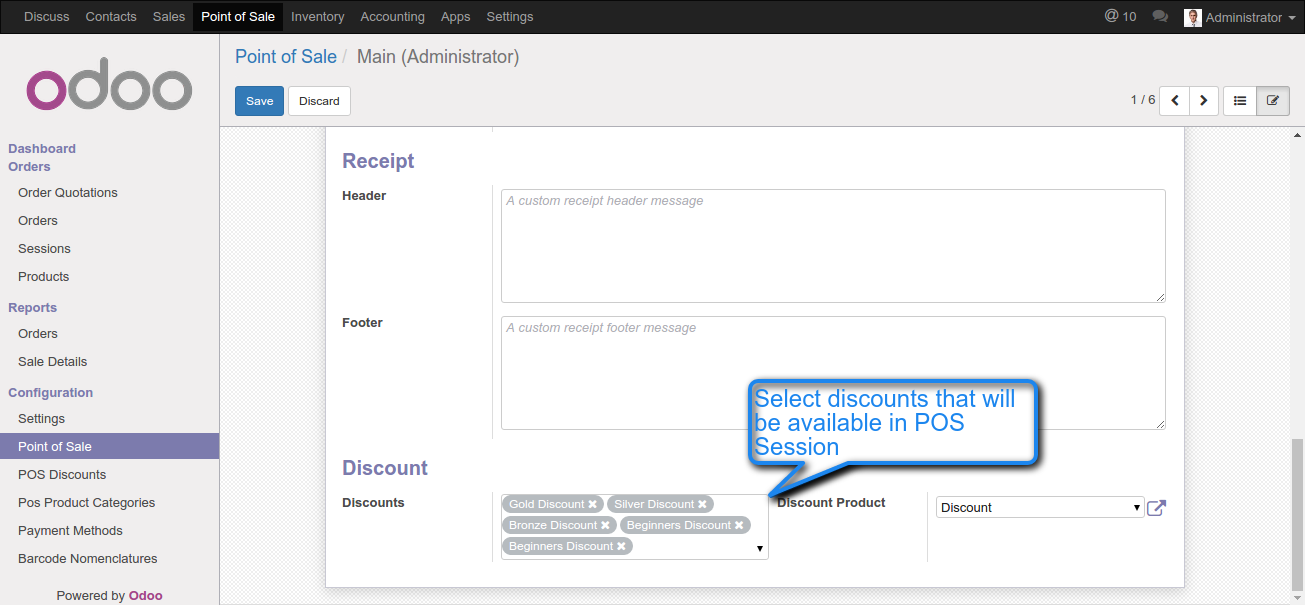 Discuss Contacts Sales Point of Sale Inventory Accounting Apps Settings @ 10 Administrator
odoo
Point of Sale / Main (Administrator)
Save Discard 1 / 6
Dashboard
Orders
Order Quotations
Orders
Sessions
Products
Reports
Orders
Sale Details
Configuration
Settings
Point of Sale
POS Discounts
Pos Product Categories
Payment Methods
Barcode Nomenclatures
Powered by Odoo
Receipt
Header
A custom receipt header message
Footer
A custom receipt footer message
Select discounts that will
be available in POS
Session
Discount
Discounts
Gold Discount ✖ Silver Discount ✖
Bronze Discount ✖ Beginners Discount ✖
Beginners Discount ✖
Discount Product
Discount